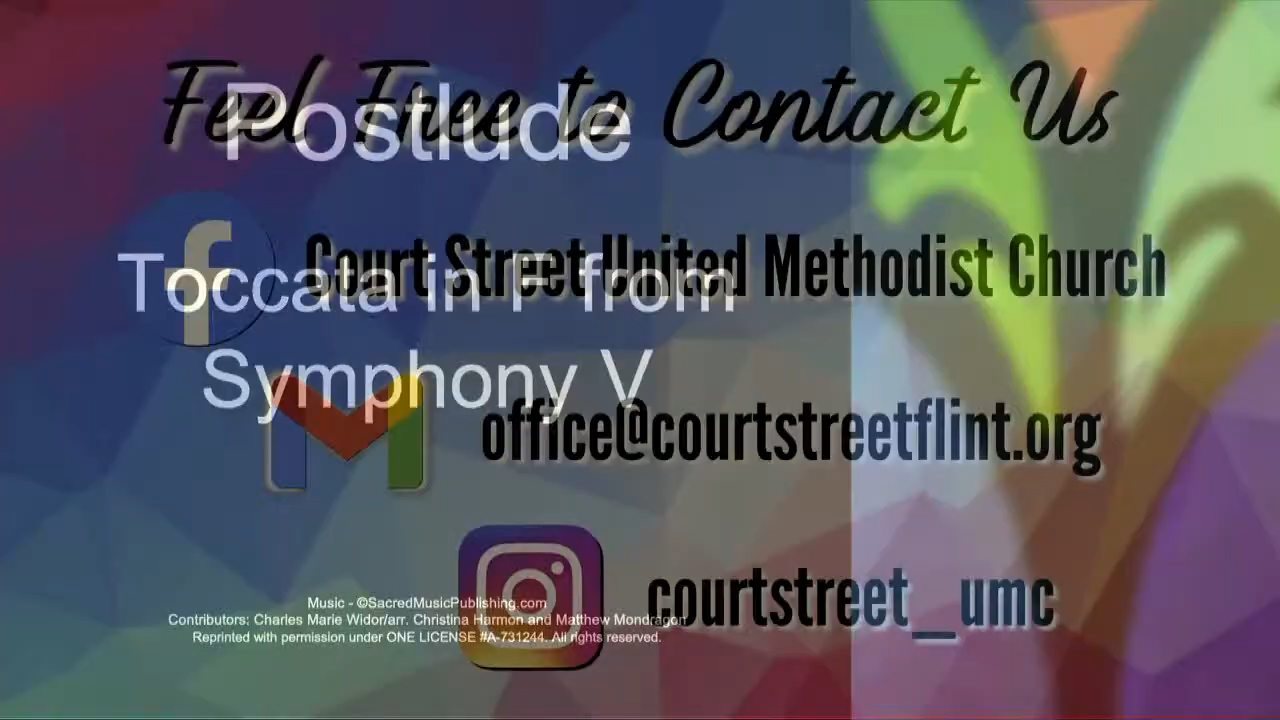 Feel Free to Contact Us
Postlude
Court Street United Methodist Church
Toccata in F from
Symphony V
office@courtstreetflint.org
courtstreet_umc
Music - ©SacredMusicPublishing.com
Contributors: Charles Marie Widor/arr. Christina Harmon and Matthew Mondragon
Reprinted with permission under ONE LICENSE #A-731244. All rights reserved.